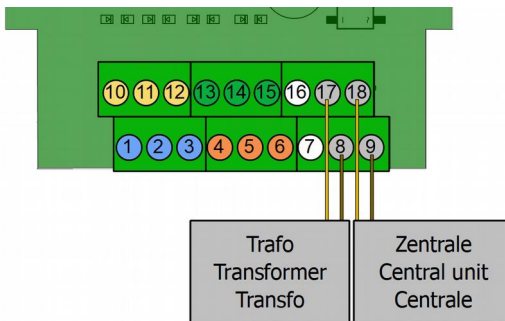 10 11 12 13 14 15 16 17 18
1 2 3 4 5 6 7 8 9
Trafo
Transformer
Transfo
Zentrale
Central unit
Centrale